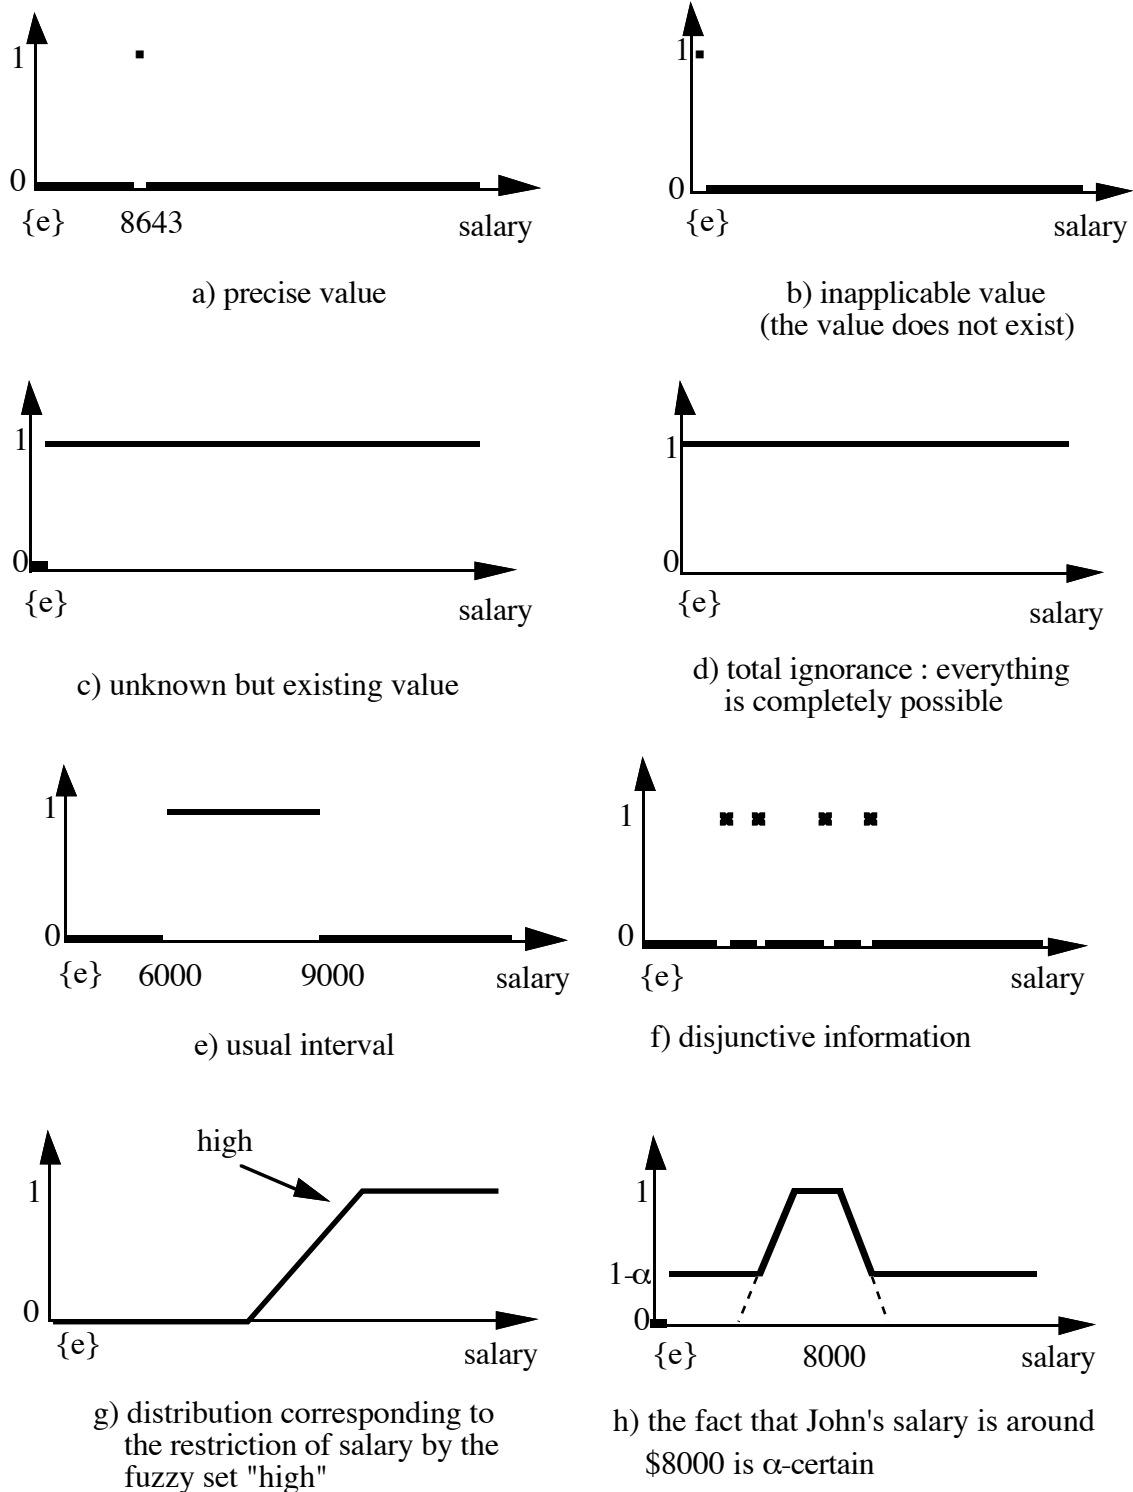 1
0
{e} 8643 salary
a) precise value
1
0
{e} salary
b) inapplicable value
(the value does not exist)
1
0
{e} salary
c) unknown but existing value
1
0
{e} salary
d) total ignorance : everything
is completely possible
1
0
{e} 6000 9000 salary
e) usual interval
1
0
{e} salary
f) disjunctive information
high
1
0
{e} salary
g) distribution corresponding to
the restriction of salary by the
fuzzy set "high"
1
1-α
0
{e} 8000 salary
h) the fact that John's salary is around
$8000 is α-certain